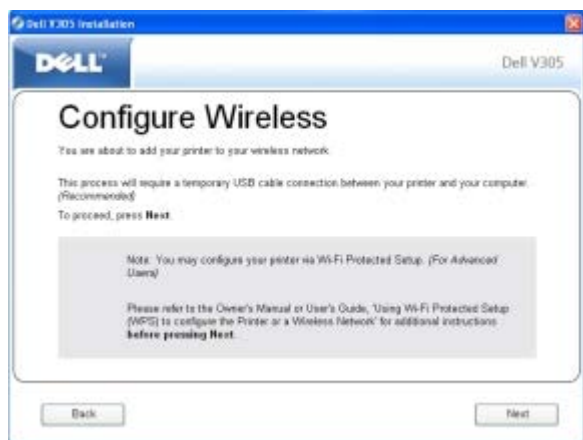 Dell V305 Installation
DELL
Dell V305
Configure Wireless
You are about to add your printer to your wireless network.
This process will require a temporary USB cable connection between your printer and your computer.
(Recommended)
To proceed, press Next.
Note: You may configure your printer via Wi-Fi Protected Setup. (For Advanced
Users)
Please refer to the Owner's Manual or User's Guide, 'Using Wi-Fi Protected Setup
(WPS) to configure the Printer or a Wireless Network' for additional instructions
before pressing Next.
Back
Next